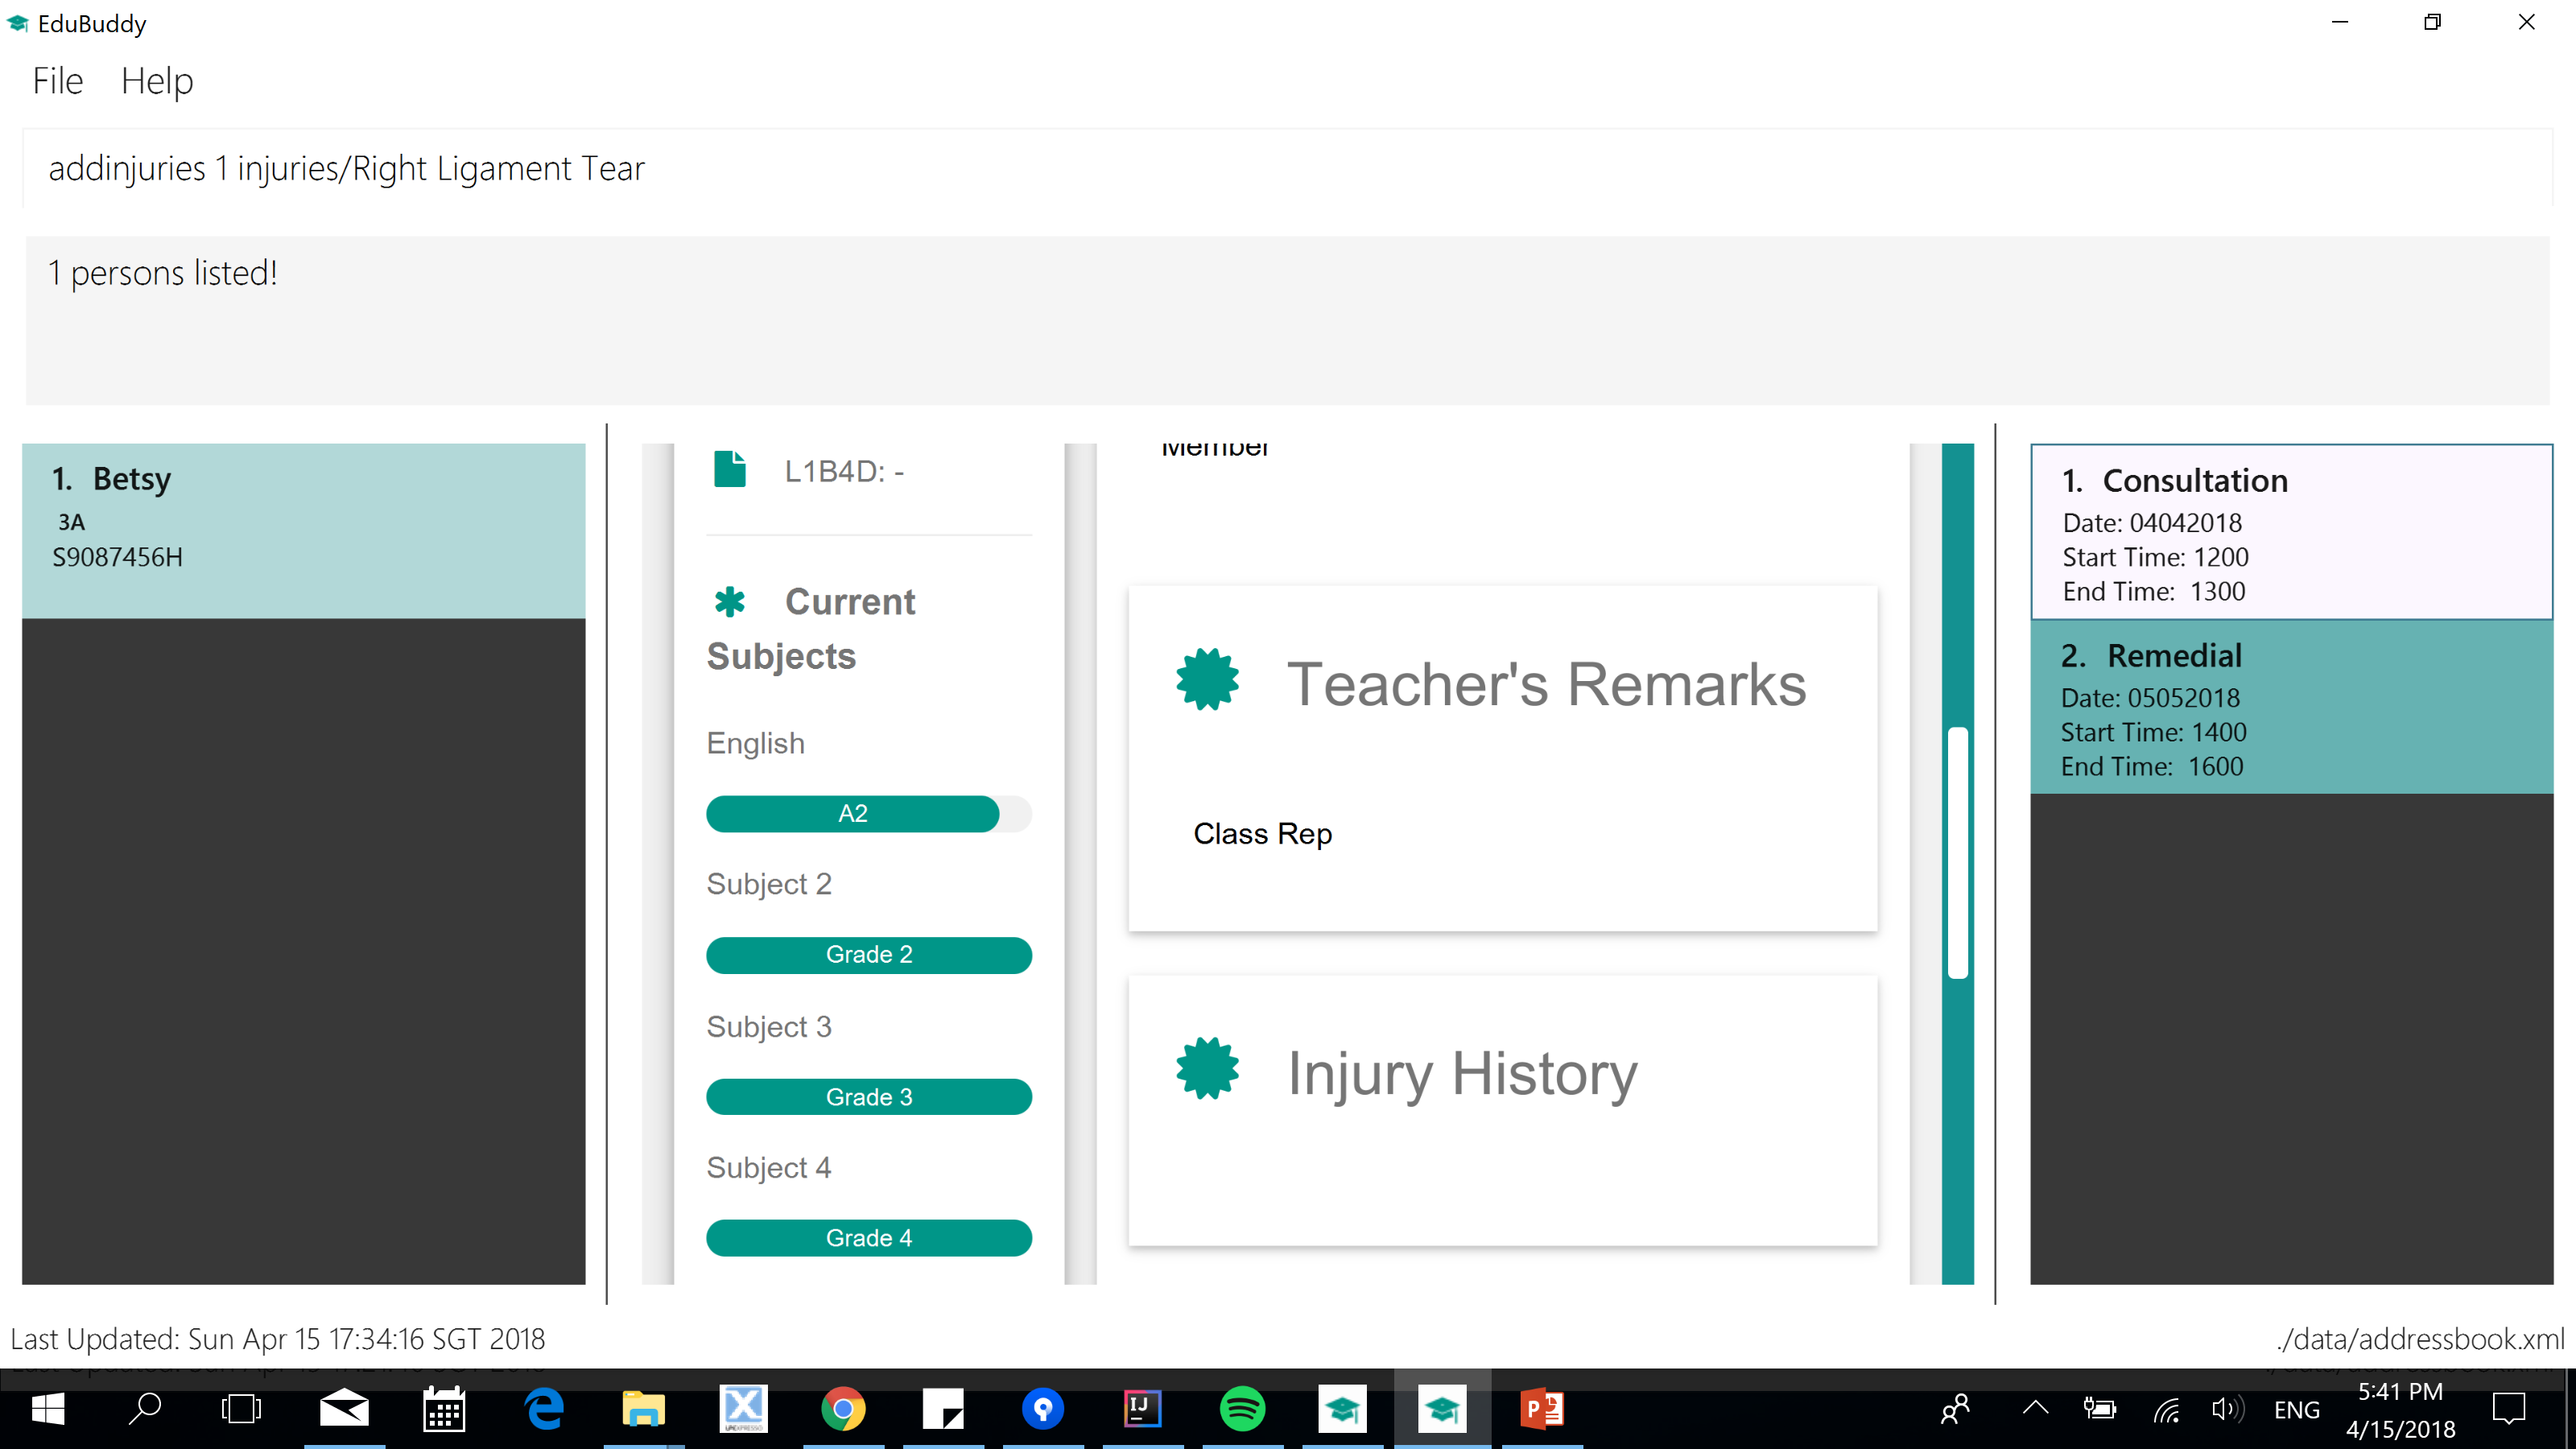 EduBuddy
File Help
addinjuries 1 injuries/Right Ligament Tear
1 persons listed!
1. Betsy
3A
S9087456H
L1B4D: -
Current
Subjects
English
A2
Subject 2
Grade 2
Subject 3
Grade 3
Subject 4
Grade 4
Member
Teacher's Remarks
Class Rep
Injury History
1. Consultation
Date: 04042018
Start Time: 1200
End Time: 1300
2. Remedial
Date: 05052018
Start Time: 1400
End Time: 1600
Last Updated: Sun Apr 15 17:34:16 SGT 2018
./data/addressbook.xml
IJ
ENG
5:41 PM
4/15/2018